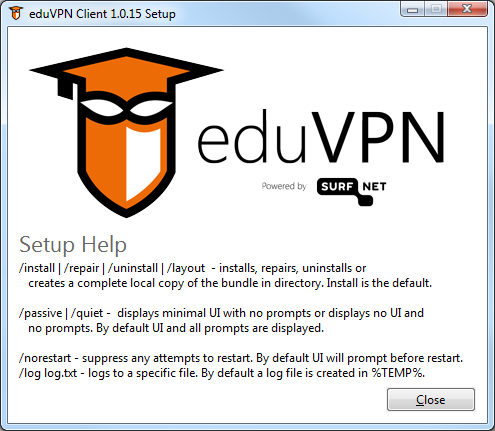 eduVPN Client 1.0.15 Setup
eduVPN
Powered by SURF NET
Setup Help
/install | /repair | /uninstall | /layout - installs, repairs, uninstalls or
creates a complete local copy of the bundle in directory. Install is the default.
/passive | /quiet - displays minimal UI with no prompts or displays no UI and
no prompts. By default UI and all prompts are displayed.
/norestart - suppress any attempts to restart. By default UI will prompt before restart.
/log log.txt - logs to a specific file. By default a log file is created in %TEMP%.
Close